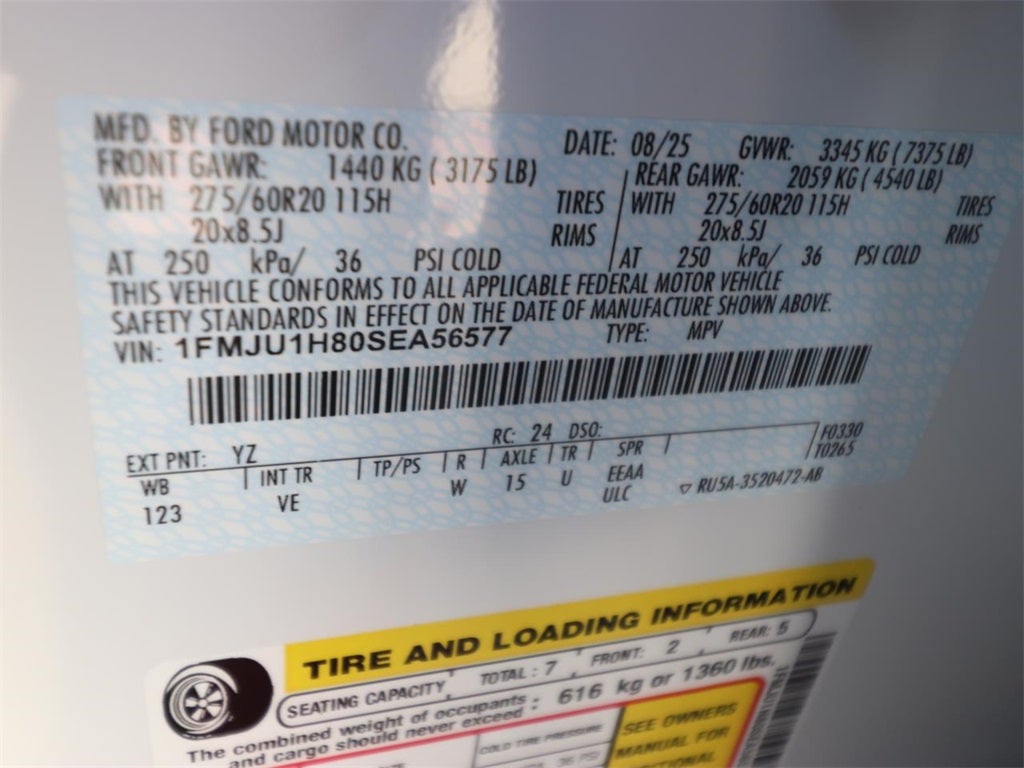 MFD. BY FORD MOTOR CO. DATE: 08/25 GVWR: 3345 KG ( 7375 LB)
FRONT GAWR: 1440 KG ( 3175 LB) REAR GAWR: 2059 KG ( 4540 LB)
WITH 275/60R20 115H TIRES WITH 275/60R20 115H TIRES
20x8.5J RIMS 20x8.5J RIMS
AT 250 kPa/ 36 PSI COLD AT 250 kPa/ 36 PSI COLD
THIS VEHICLE CONFORMS TO ALL APPLICABLE FEDERAL MOTOR VEHICLE
SAFETY STANDARDS IN EFFECT ON THE DATE OF MANUFACTURE SHOWN ABOVE.
VIN: 1FMJU1H80SEA56577 TYPE: MPV
EXT PNT: YZ RC: 24 DSO: F0330
WB INT TR TP/PS R AXLE TR SPR T0265
123 VE W 15 U EEAA
ULC RU5A-3520472-AB
TIRE AND LOADING INFORMATION
SEATING CAPACITY TOTAL : 7 FRONT: 2 REAR: 5
The combined weight of occupants
and cargo should never exceed : 616 kg or 1360 lbs.
COLD TIRE PRESSURE SEE OWNERS
36 PSI MANUAL FOR